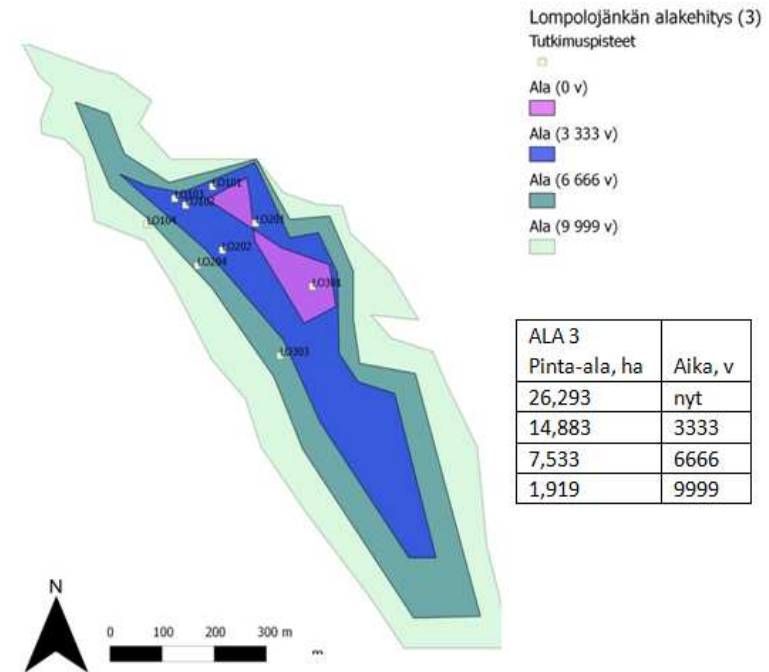 Lompolojänkän alakehitys (3)
Tutkimuspisteet
Ala (0 v)
Ala (3 333 v)
Ala (6 666 v)
Ala (9 999 v)
LO101
LO103
LO102
LO104
LO201
LO202
LO204
LO301
LO303
ALA 3
Pinta-ala, ha Aika, v
26,293 nyt
14,883 3333
7,533 6666
1,919 9999
N
0 100 200 300 m
m